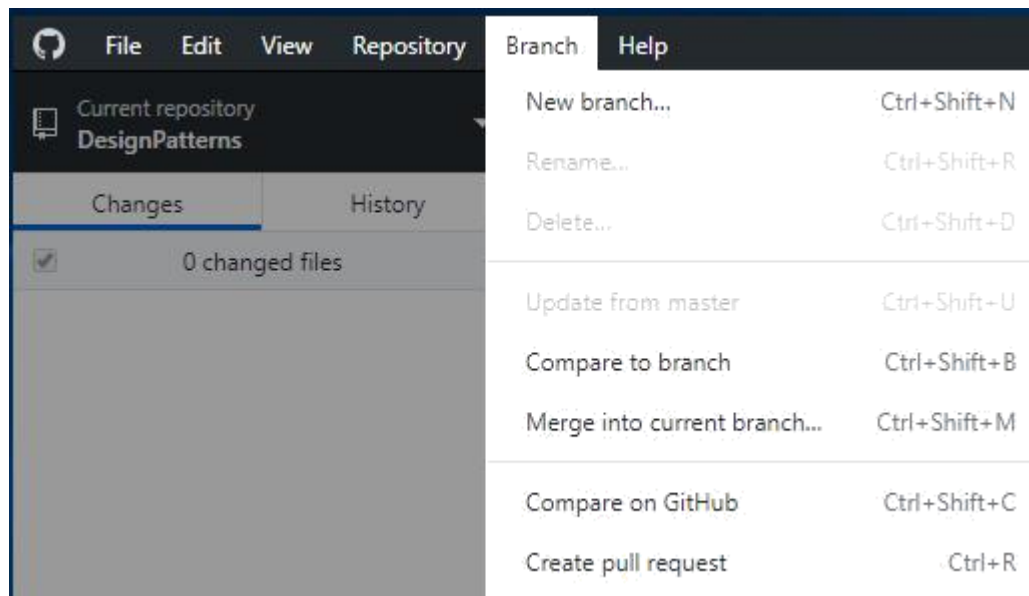 File Edit View Repository Branch Help
Current repository
DesignPatterns
Changes History
0 changed files
New branch... Ctrl+Shift+N
Rename... Ctrl+Shift+R
Delete... Ctrl+Shift+D
Update from master Ctrl+Shift+U
Compare to branch Ctrl+Shift+B
Merge into current branch... Ctrl+Shift+M
Compare on GitHub Ctrl+Shift+C
Create pull request Ctrl+R